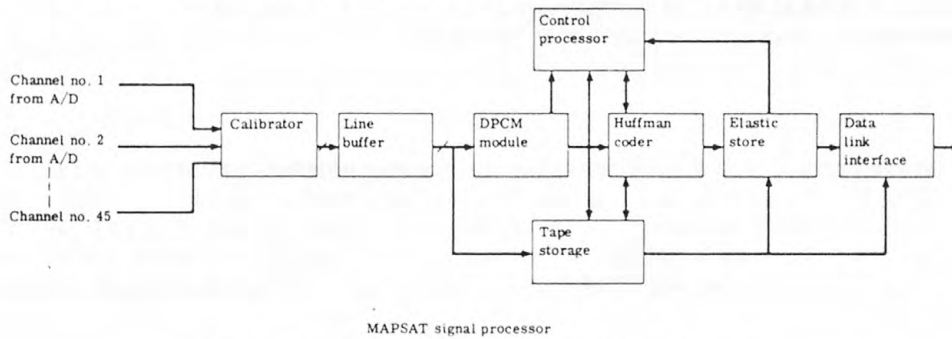 Control
processor
Channel no. 1
from A/D
Channel no. 2
from A/D
Channel no. 45
Calibrator
Line
buffer
DPCM
module
Huffman
coder
Elastic
store
Data
link
interface
Tape
storage
MAPSAT signal processor